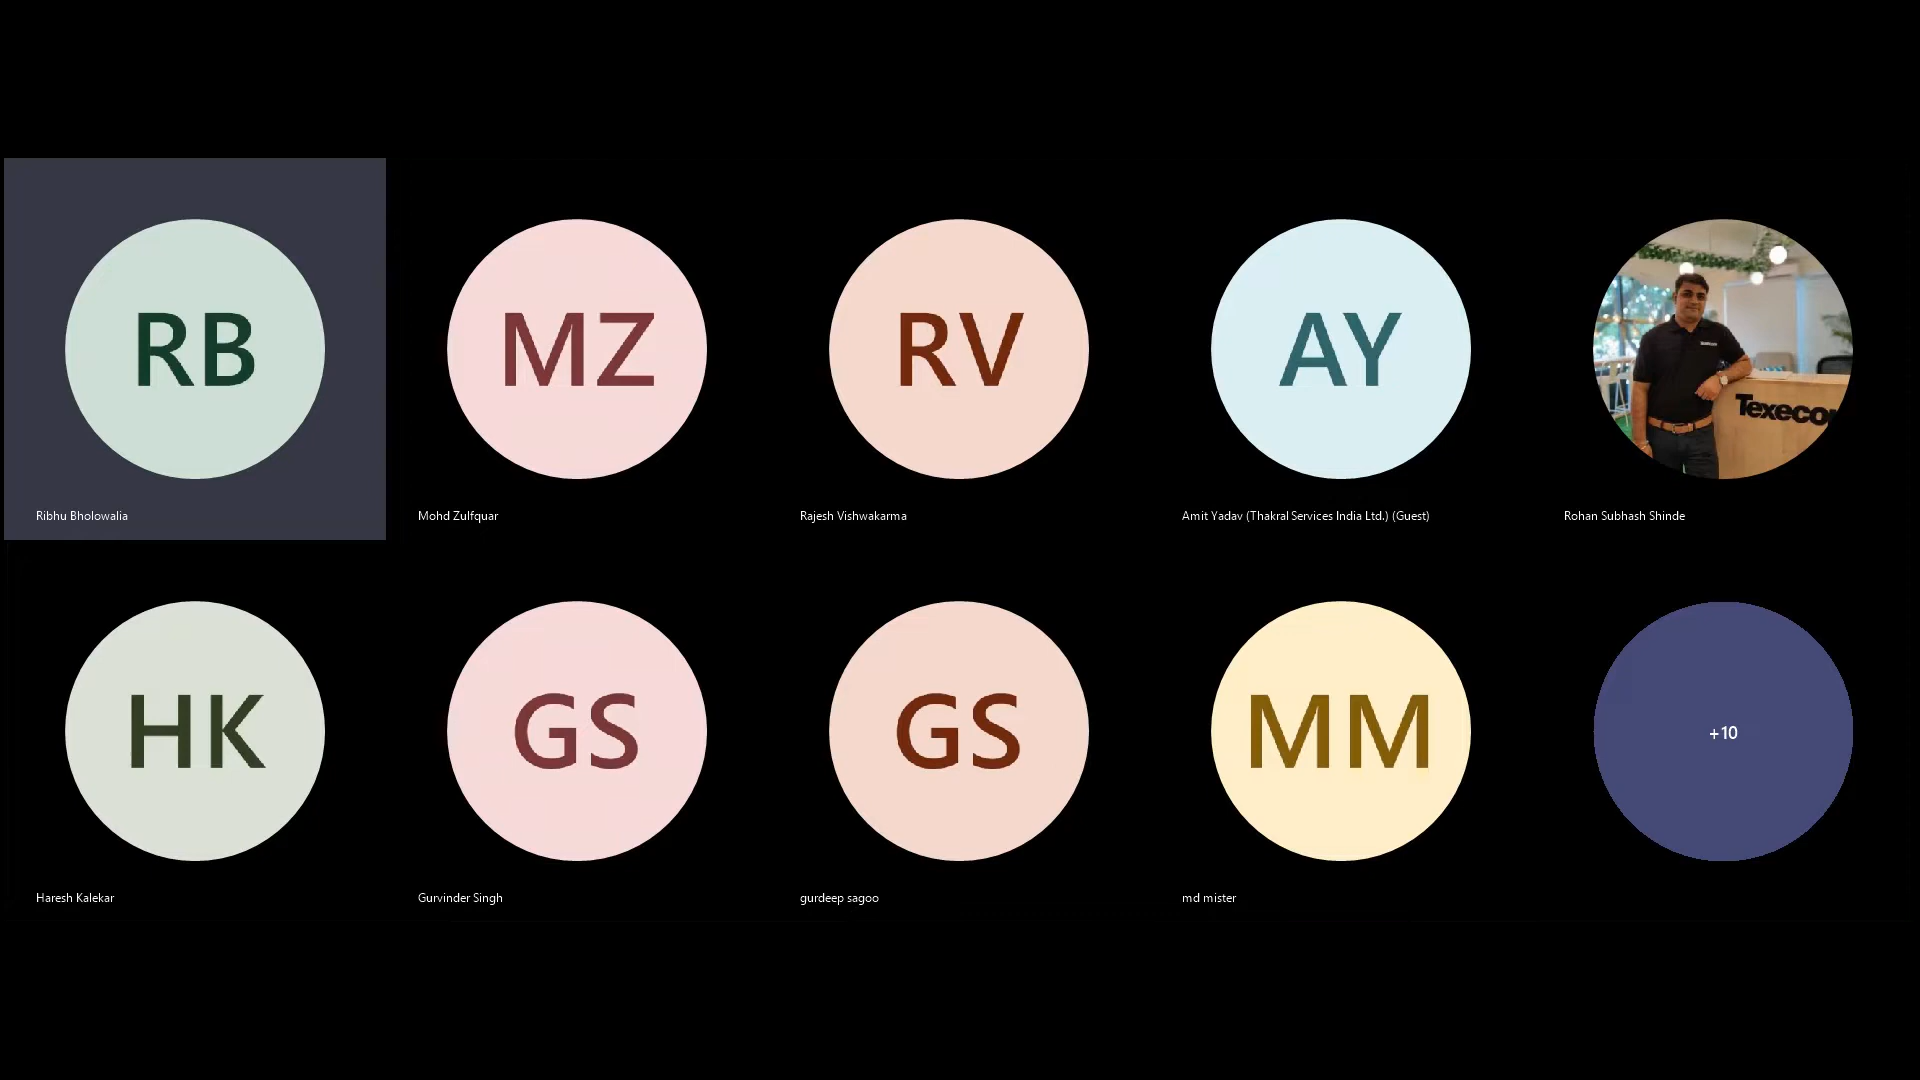 RB
MZ
RV
AY
Texeco
Ribhu Bholowalia
Mohd Zulfquar
Rajesh Vishwakarma
Amit Yadav (Thakral Services India Ltd.) (Guest)
Rohan Subhash Shinde
HK
GS
GS
MM
+10
Haresh Kalekar
Gurvinder Singh
gurdeep sagoo
md mister